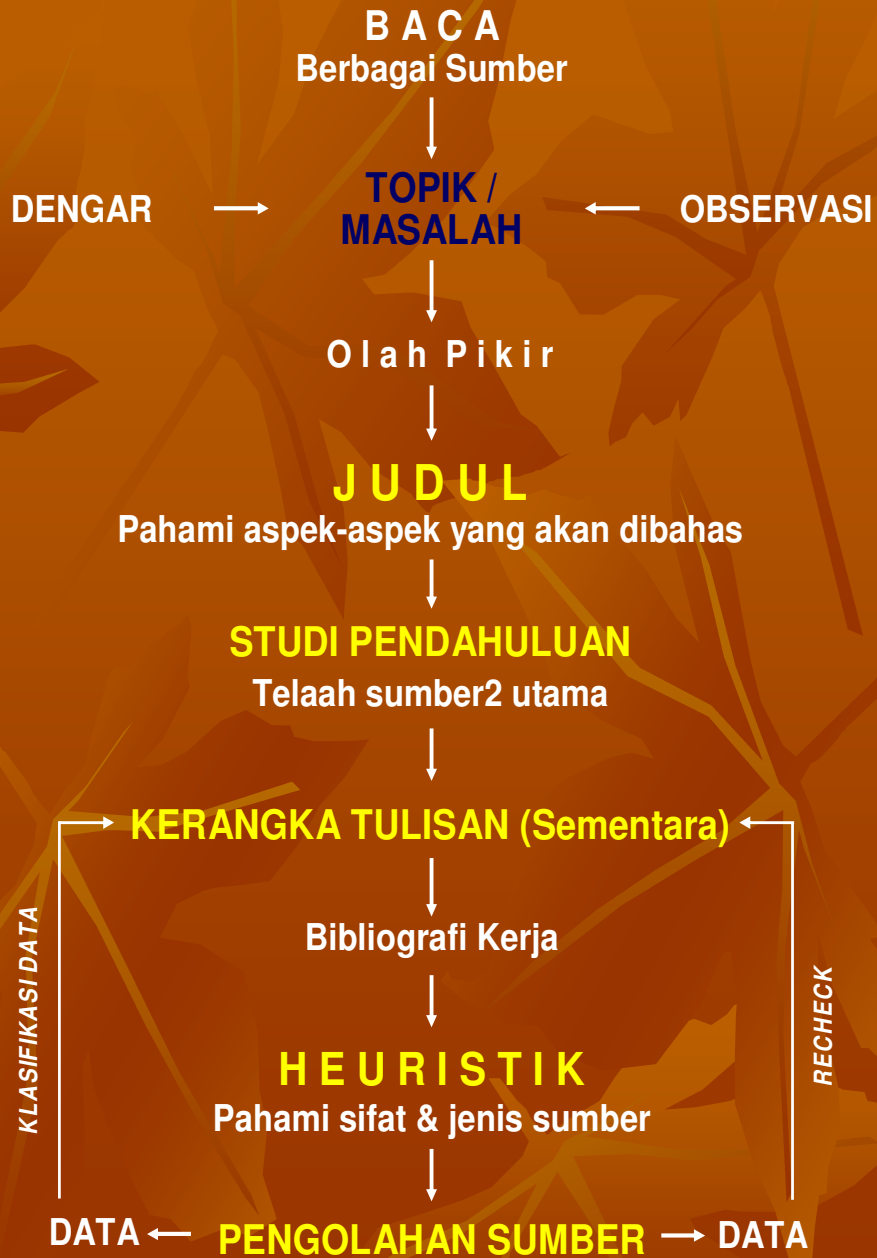 B A C A
Berbagai Sumber
DENGAR
TOPIK /
MASALAH
OBSERVASI
O l a h P i k i r
J U D U L
Pahami aspek-aspek yang akan dibahas
STUDI PENDAHULUAN
Telaah sumber2 utama
KERANGKA TULISAN (Sementara)
Bibliografi Kerja
KLASIFIKASI DATA
RECHECK
H E U R I S T I K
Pahami sifat & jenis sumber
DATA
PENGOLAHAN SUMBER
DATA